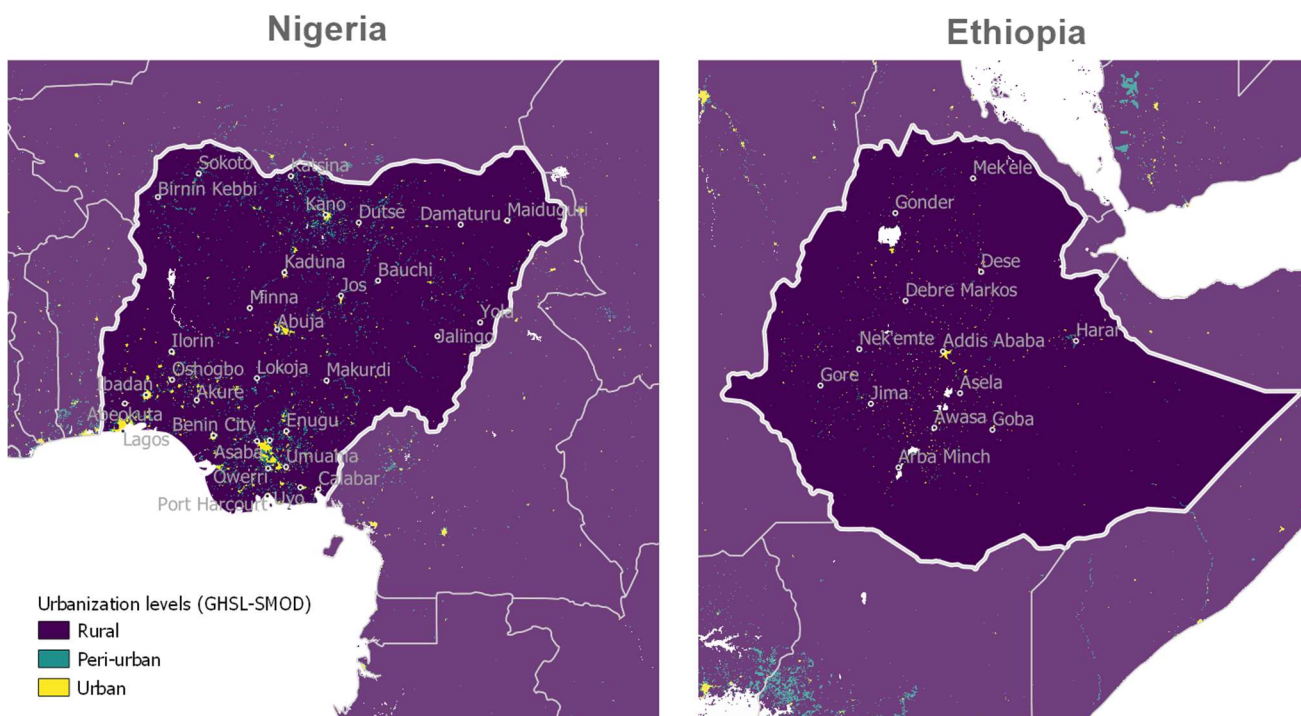 Nigeria
Sokoto
Katsina
Birnin Kebbi
Kano
Dutse
Damaturu
Maiduguri
Kaduna
Bauchi
Minna
Jos
Yola
Abuja
Jalingo
Ilorin
Oshogbo
Lokoja
Makurdi
Ibadan
Akure
Abeokuta
Benin City
Enugu
Lagos
Asaba
Umuahia
Owerri
Calabar
Port Harcourt
Uyo
Urbanization levels (GHSL-SMOD)
Rural
Peri-urban
Urban
Ethiopia
Mek'ele
Gonder
Dese
Debre Markos
Harar
Nek'emte
Addis Ababa
Gore
Asela
Jima
Awasa
Goba
Arba Minch